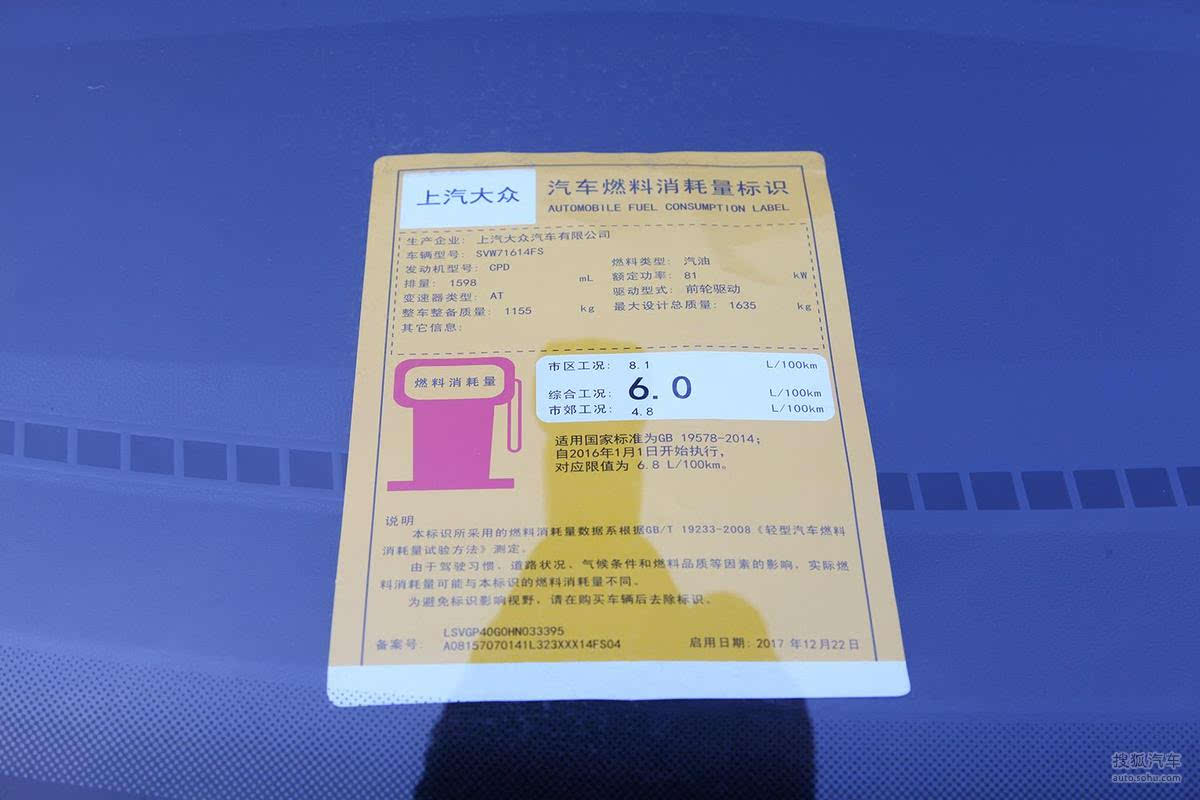 上汽大众
汽车燃料消耗量标识
AUTOMOBILE FUEL CONSUMPTION LABEL
生产企业: 上汽大众汽车有限公司
车辆型号: SVW71614FS
发动机型号: CPD
燃料类型: 汽油
排量: 1598 mL
额定功率: 81 kW
变速器类型: AT
驱动型式: 前轮驱动
整车整备质量: 1155 kg
最大设计总质量: 1635 kg
其它信息:
燃料消耗量
市区工况: 8.1 L/100km
综合工况: 6.0 L/100km
市郊工况: 4.8 L/100km
适用国家标准为GB 19578-2014;
自2016年1月1日开始执行,
对应限值为 6.8 L/100km。
说明
本标识所采用的燃料消耗量数据系根据GB/T 19233-2008《轻型汽车燃料
消耗量试验方法》测定。
由于驾驶习惯、道路状况、气候条件和燃料品质等因素的影响，实际燃
料消耗量可能与本标识的燃料消耗量不同。
为避免标识影响视野，请在购买车辆后去除标识。
LSVGP40G0HN033395
备案号: A08157070141L323XXX14FS04
启用日期: 2017 年12月22日
搜狐汽车
auto.sohu.com